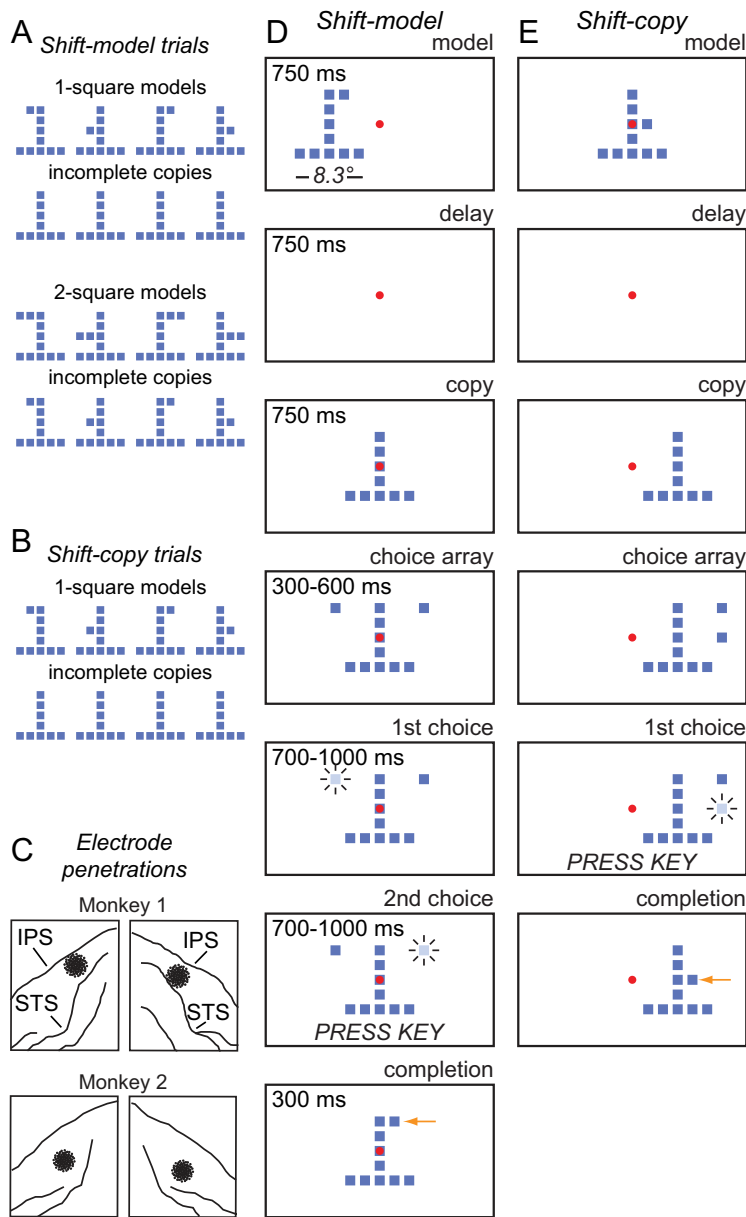 A
Shift-model trials
1-square models
incomplete copies
2-square models
incomplete copies
B
Shift-copy trials
1-square models
incomplete copies
C
Electrode
penetrations
Monkey 1
IPS
STS
IPS
STS
Monkey 2
D
Shift-model
model
750 ms
8.3°
delay
750 ms
copy
750 ms
choice array
300-600 ms
1st choice
700-1000 ms
2nd choice
700-1000 ms
PRESS KEY
completion
300 ms
E
Shift-copy
model
delay
copy
choice array
1st choice
PRESS KEY
completion